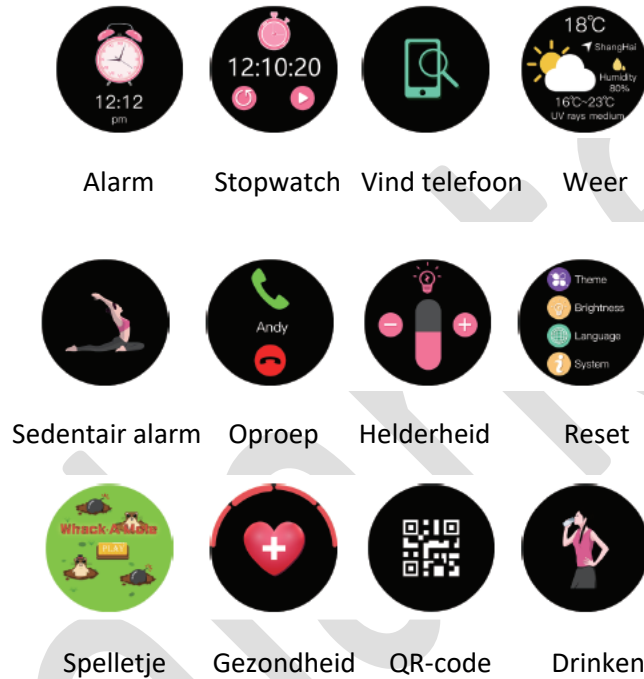 18℃
ShangHai
12:10:20
Humidity
80%
12:12
pm
16℃~23℃
UV rays medium
Alarm Stopwatch Vind telefoon Weer
Theme
Brightness
Andy
Language
System
Sedentair alarm Oproep Helderheid Reset
Whack-A-Mole
PLAY
Spelletje Gezondheid QR-code Drinken